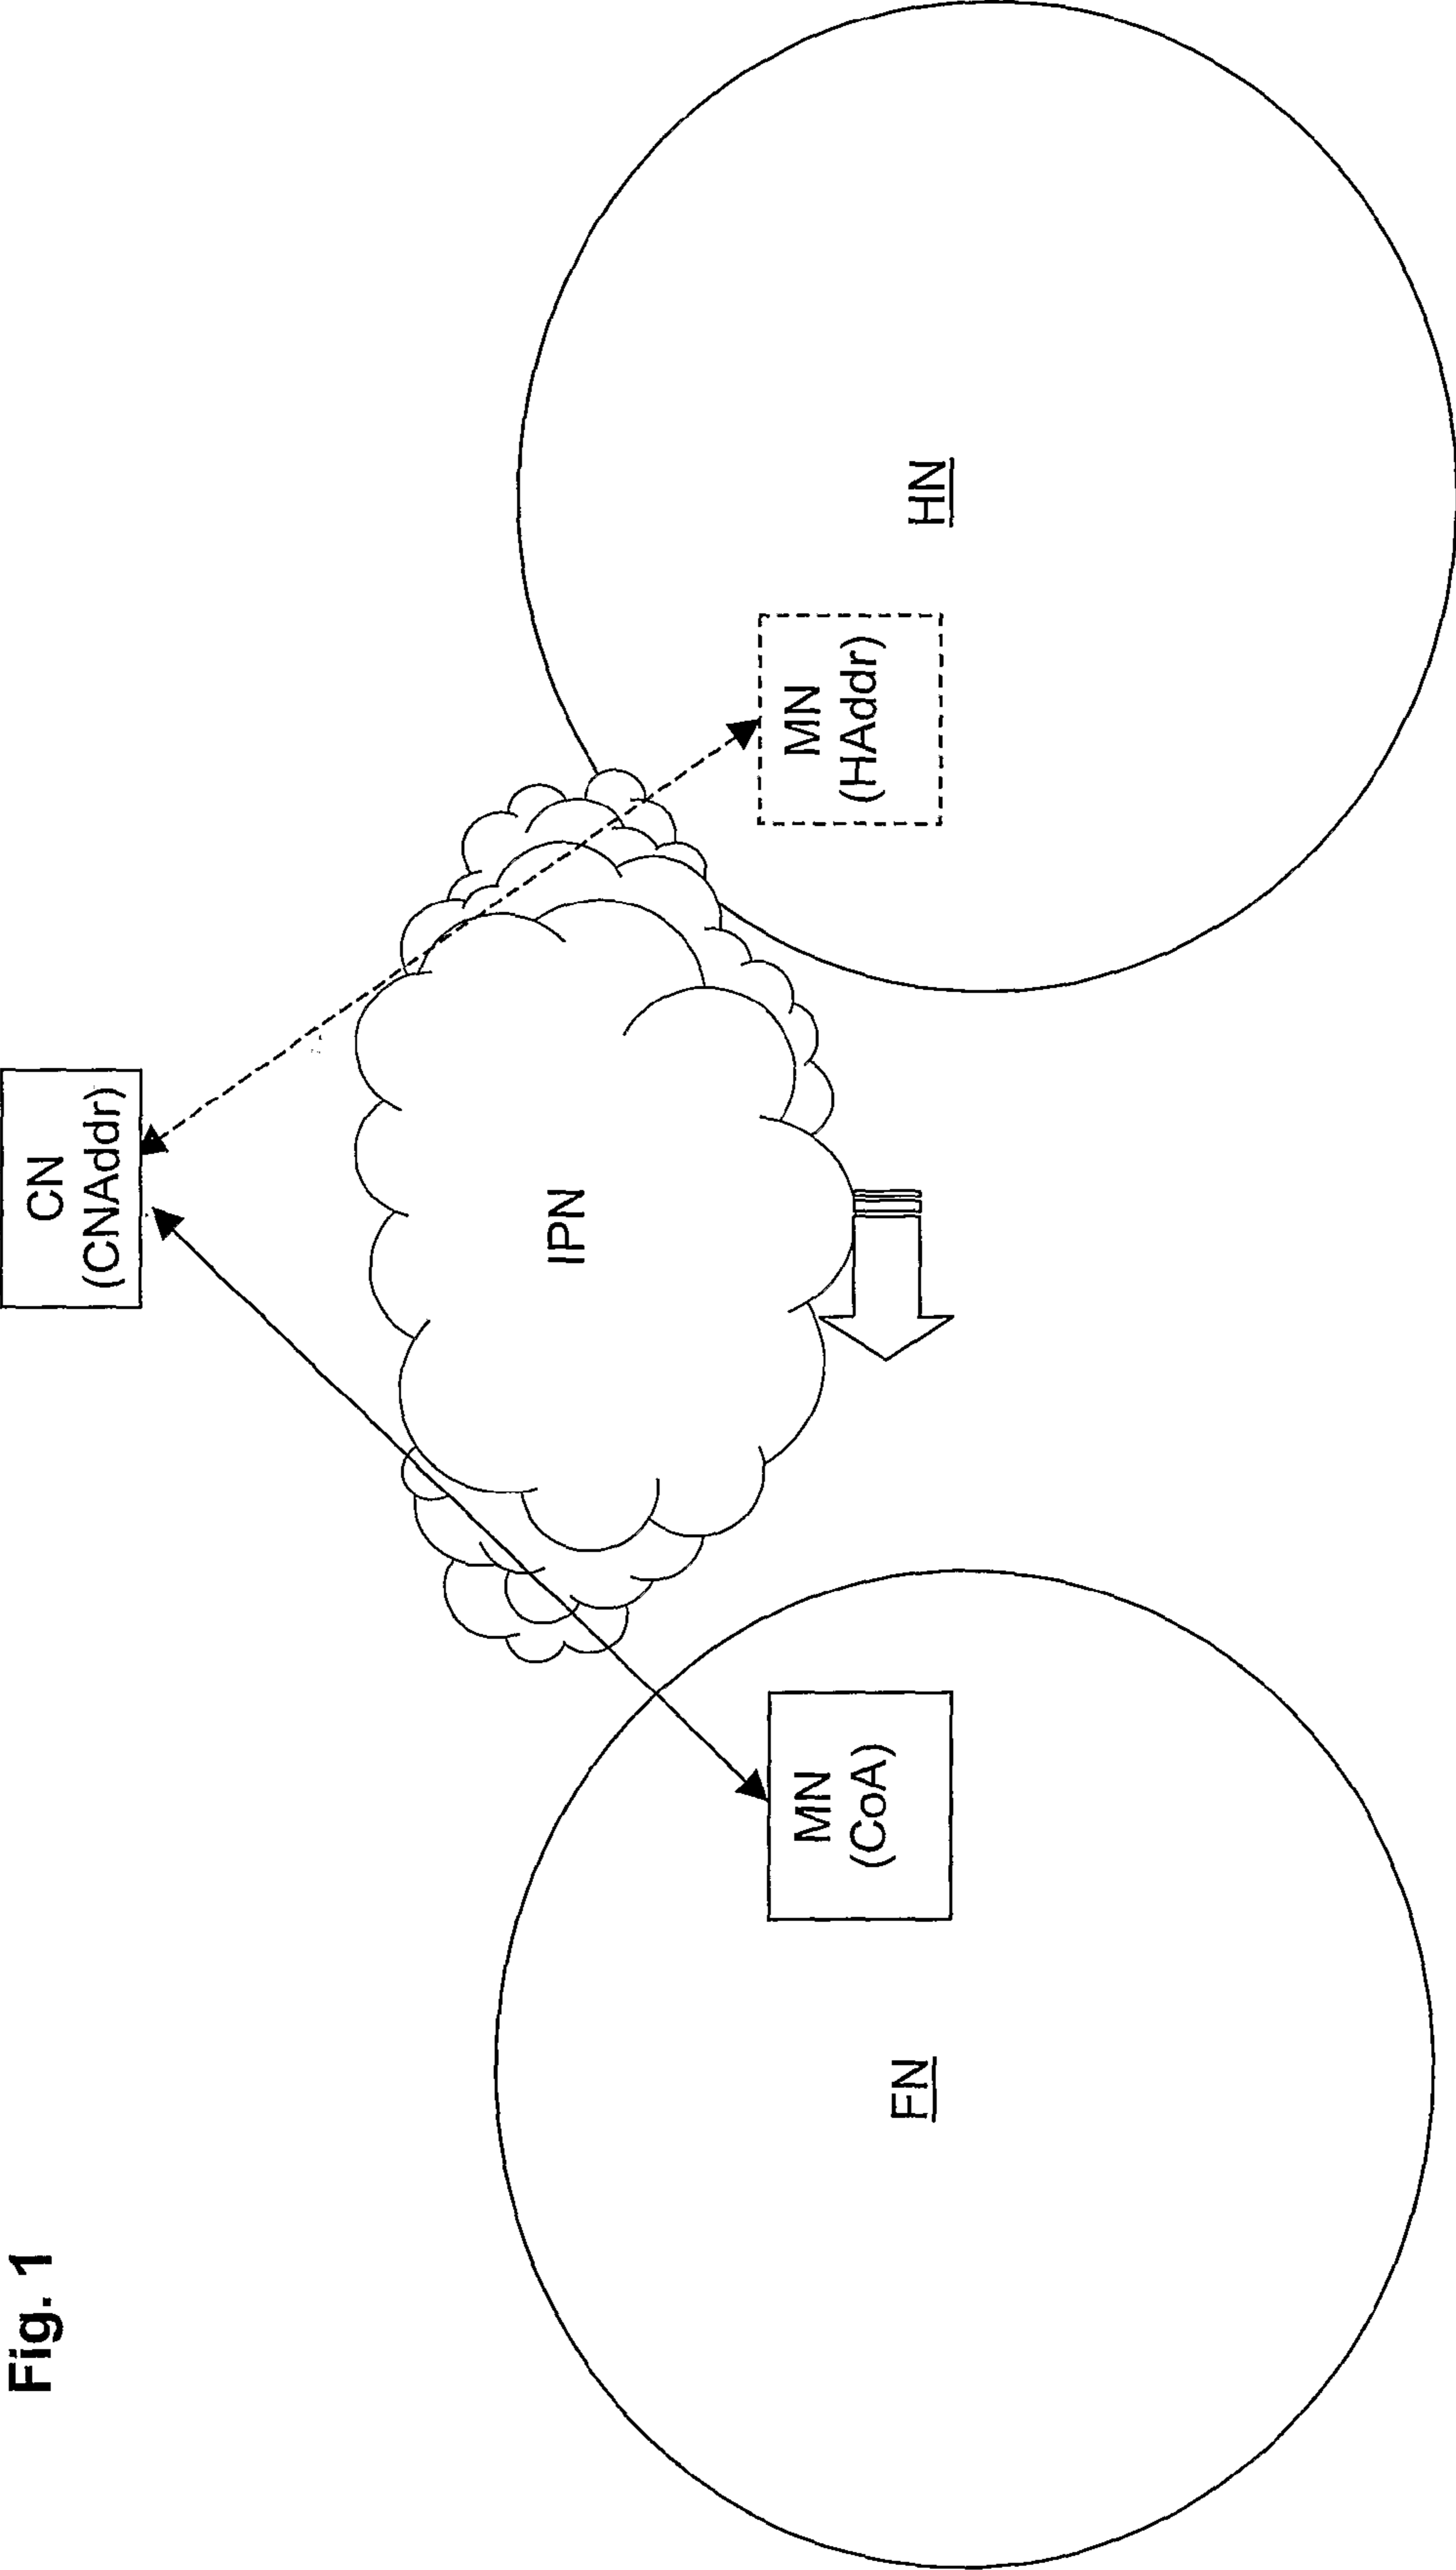 Fig. 1
CN
(CNAddr)
IPN
MN
(CoA)
FN
MN
(HAddr)
HN